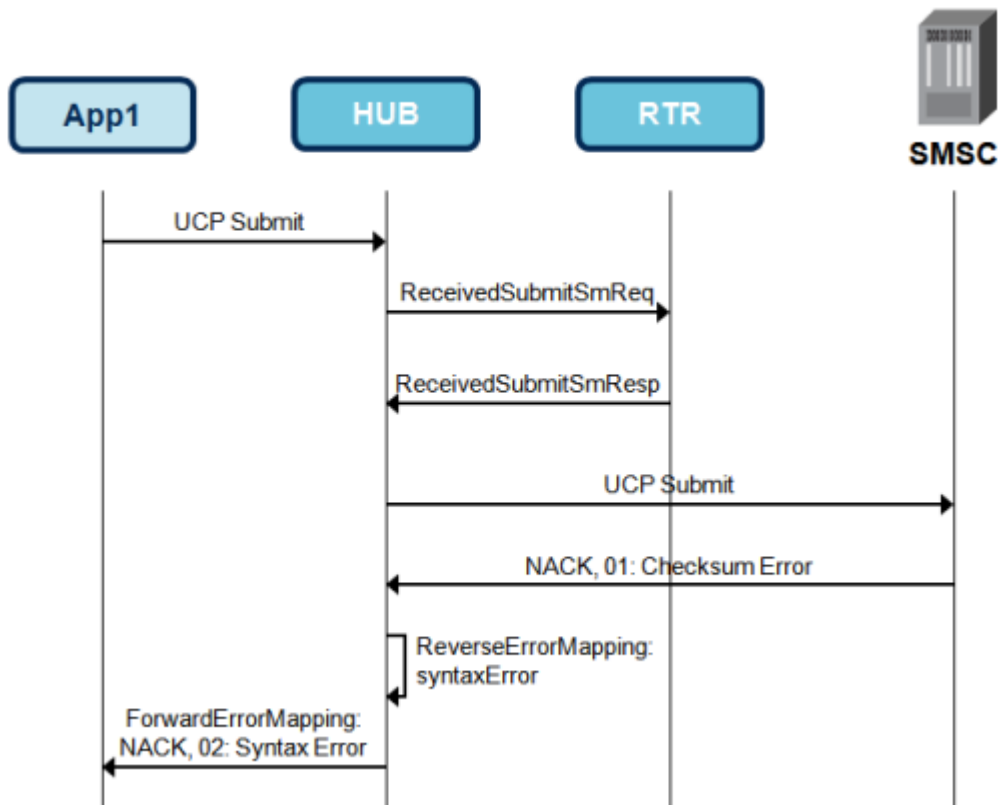 App1
HUB
RTR
SMSC
UCP Submit
ReceivedSubmitSmReq
ReceivedSubmitSmResp
UCP Submit
NACK, 01: Checksum Error
ReverseErrorMapping:
syntaxError
ForwardErrorMapping:
NACK, 02: Syntax Error